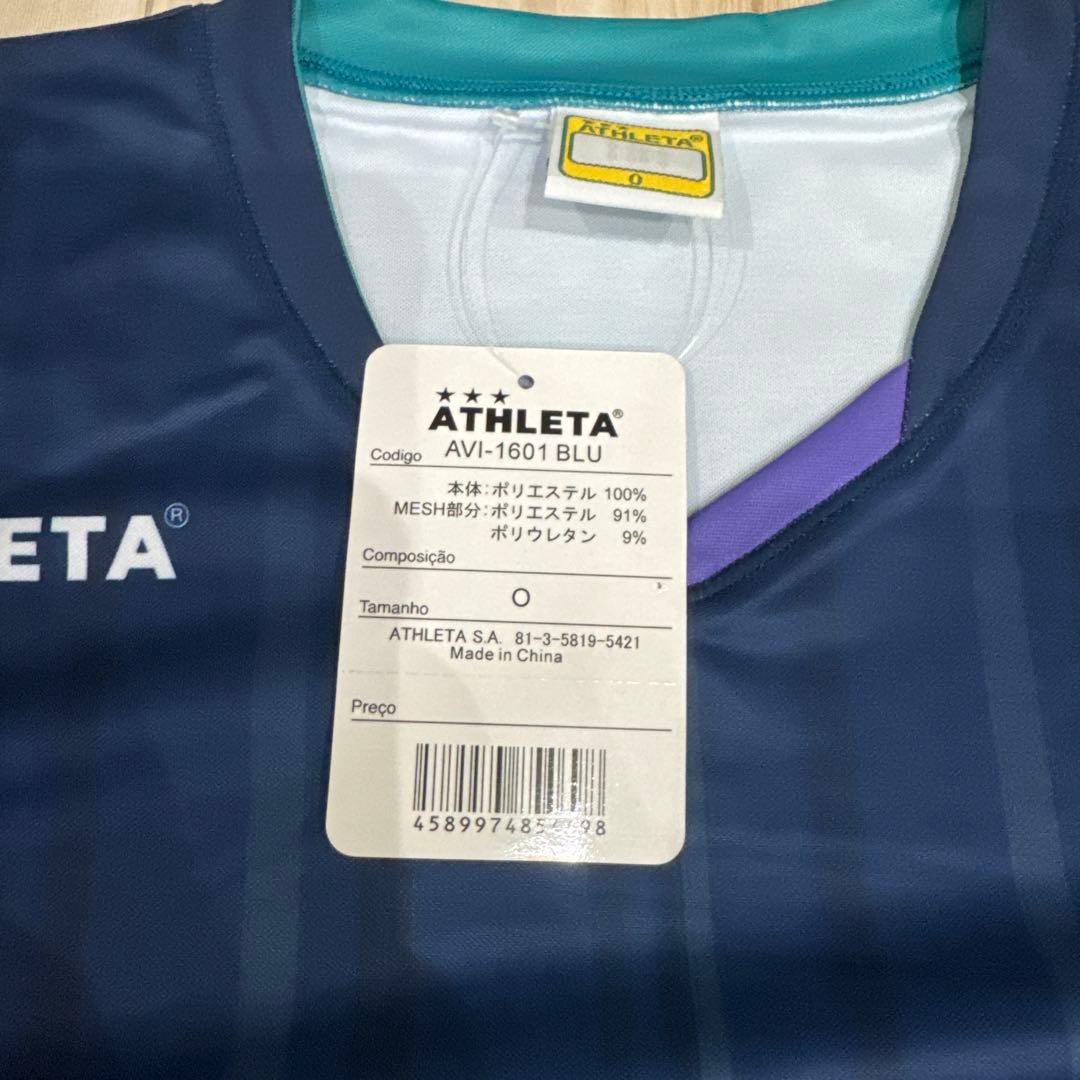 ★★★
ATHLETA®
O
★★★
ATHLETA®
Codigo AVI-1601 BLU
本体:ポリエステル 100%
MESH部分:ポリエステル 91%
ポリウレタン 9%
Composição
Tamanho O
ATHLETA S.A. 81-3-5819-5421
Made in China
Preço
ETA®